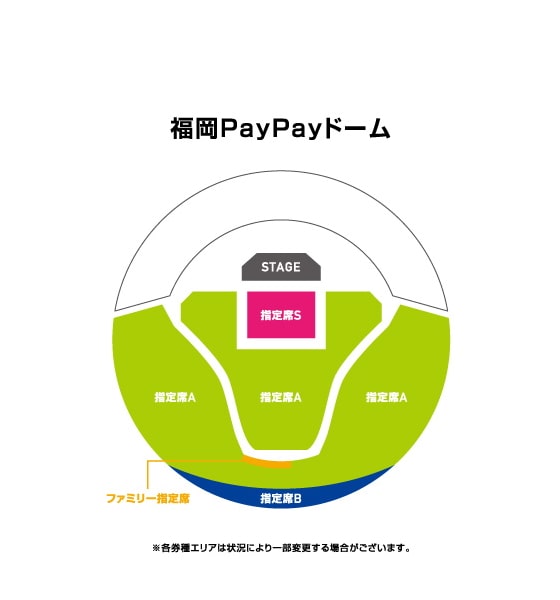 福岡PayPayドーム
STAGE
指定席S
指定席A
指定席A
指定席A
ファミリー指定席
指定席B
※各券種エリアは状況により一部変更する場合がございます。